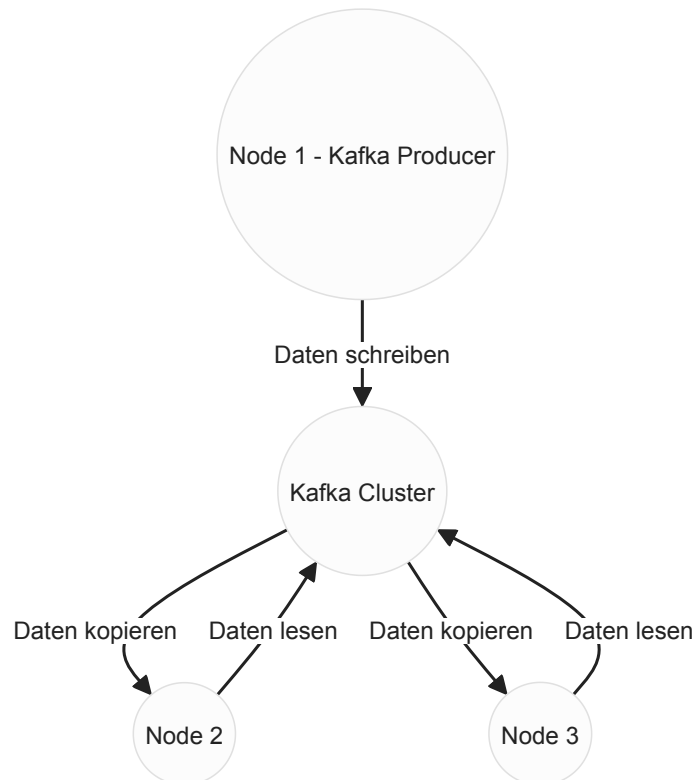 Node 1 - Kafka Producer
Daten schreiben
Kafka Cluster
Daten kopieren
Daten lesen
Daten kopieren
Daten lesen
Node 2
Node 3